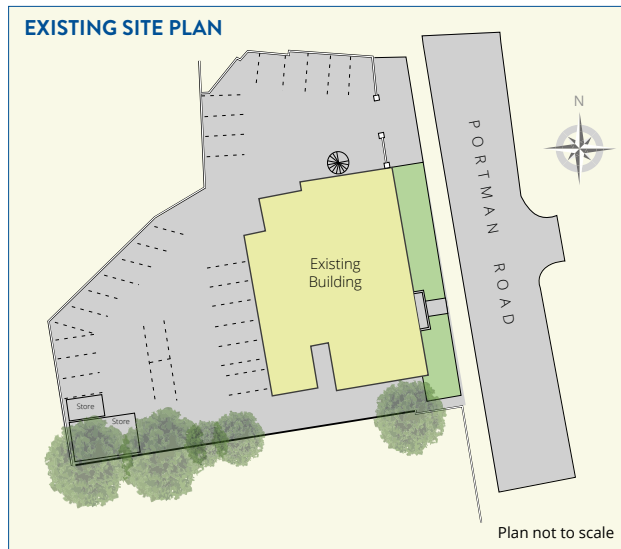 EXISTING SITE PLAN
N
PORTMAN ROAD
Existing
Building
Store
Store
Plan not to scale